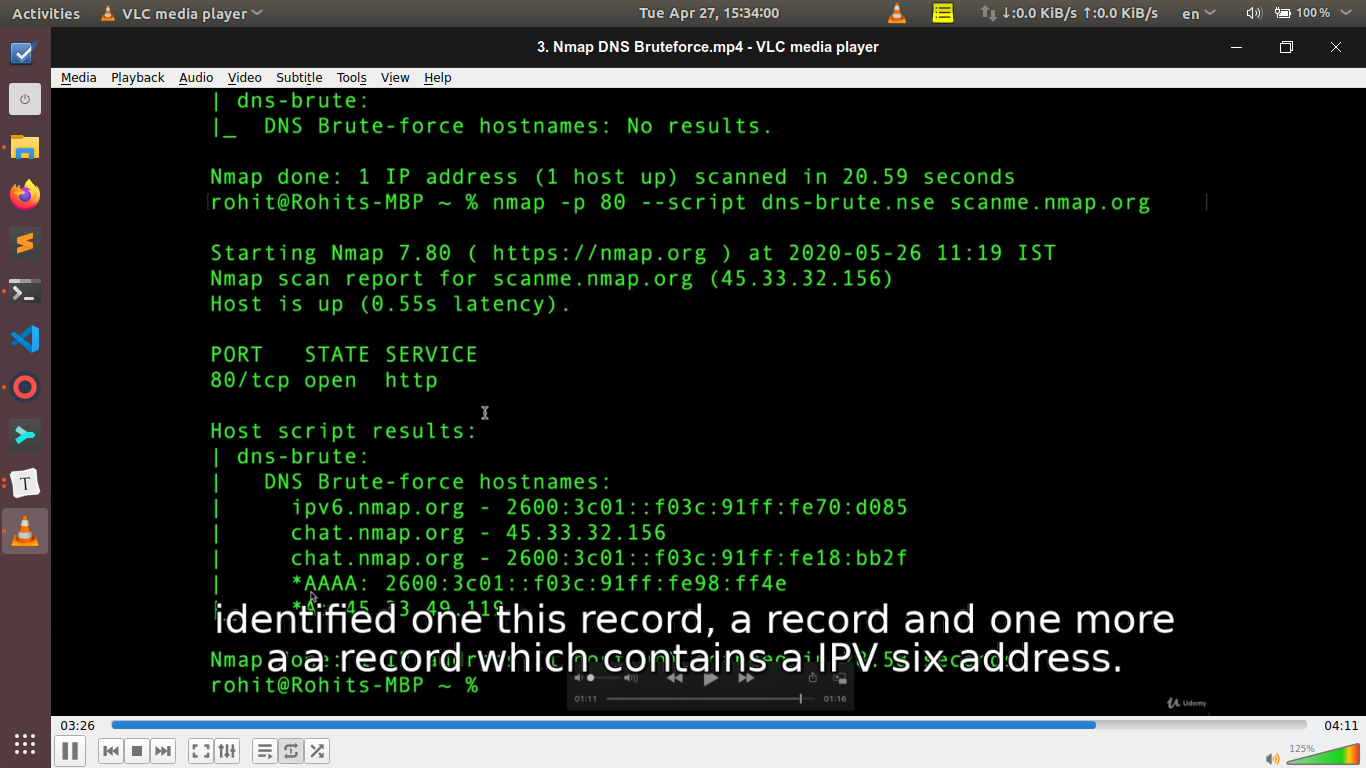 Activities VLC media player Tue Apr 27, 15:34:00 ↓:0.0 KiB/s ↑:0.0 KiB/s en 100 %
3. Nmap DNS Bruteforce.mp4 - VLC media player
Media Playback Audio Video Subtitle Tools View Help
| dns-brute:
|_ DNS Brute-force hostnames: No results.
Nmap done: 1 IP address (1 host up) scanned in 20.59 seconds
rohit@Rohits-MBP ~ % nmap -p 80 --script dns-brute.nse scanme.nmap.org
Starting Nmap 7.80 ( https://nmap.org ) at 2020-05-26 11:19 IST
Nmap scan report for scanme.nmap.org (45.33.32.156)
Host is up (0.55s latency).
PORT STATE SERVICE
80/tcp open http
Host script results:
| dns-brute:
| DNS Brute-force hostnames:
| ipv6.nmap.org - 2600:3c01::f03c:91ff:fe70:d085
| chat.nmap.org - 45.33.32.156
| chat.nmap.org - 2600:3c01::f03c:91ff:fe18:bb2f
| *AAAA: 2600:3c01::f03c:91ff:fe98:ff4e
|_ *A: 45.33.49.119
identified one this record, a record and one more
a a record which contains a IPV six address.
Nmap
rohit@Rohits-MBP ~ %
01:11 01:16
Udemy
03:26 04:11
125%
T